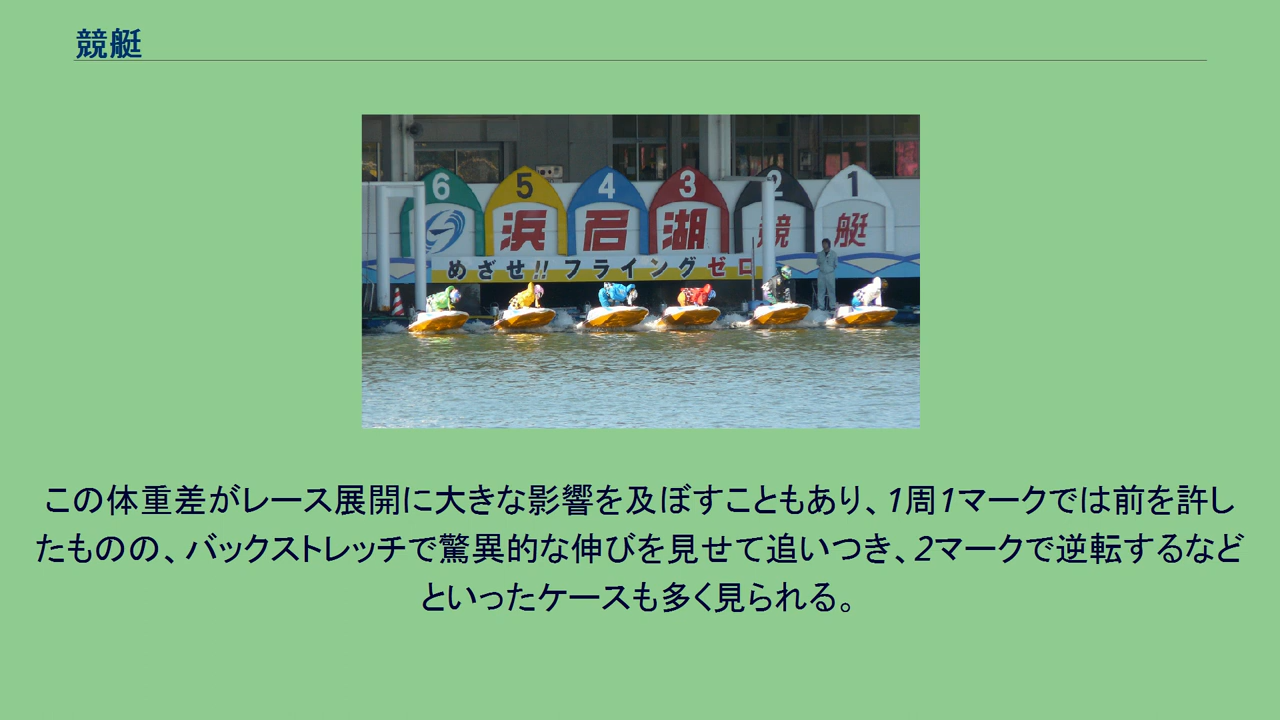 競艇
6 5 4 3 2 1
浜名湖競艇
めざせ!! フライングゼロ
この体重差がレース展開に大きな影響を及ぼすこともあり、1周1マークでは前を許し
たものの、バックストレッチで驚異的な伸びを見せて追いつき、2マークで逆転するなど
といったケースも多く見られる。